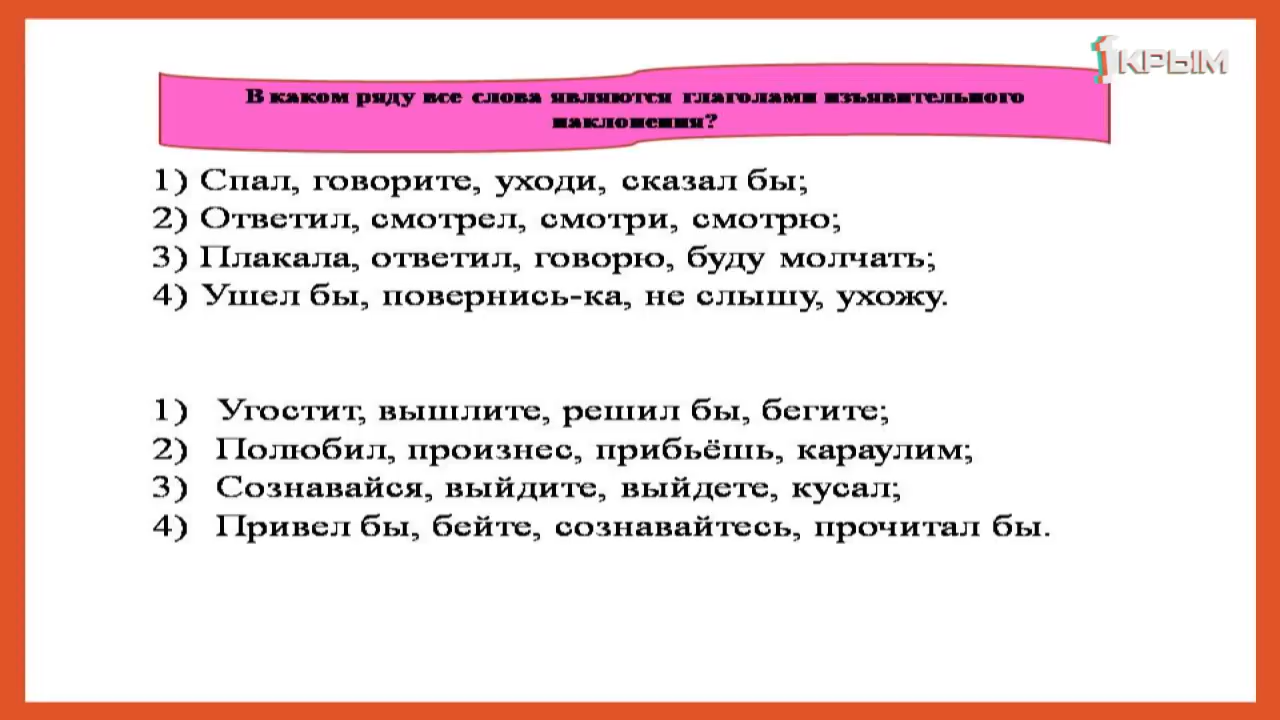 1КРЫМ
В каком ряду все слова являются глаголами изъявительного
наклонения?
1) Спал, говорите, уходи, сказал бы;
2) Ответил, смотрел, смотри, смотрю;
3) Плакала, ответил, говорю, буду молчать;
4) Ушел бы, повернись-ка, не слышу, ухожу.
1) Угостит, вышлите, решил бы, бегите;
2) Полюбил, произнес, прибьёшь, караулим;
3) Сознавайся, выйдите, выйдете, кусал;
4) Привел бы, бейте, сознавайтесь, прочитал бы.